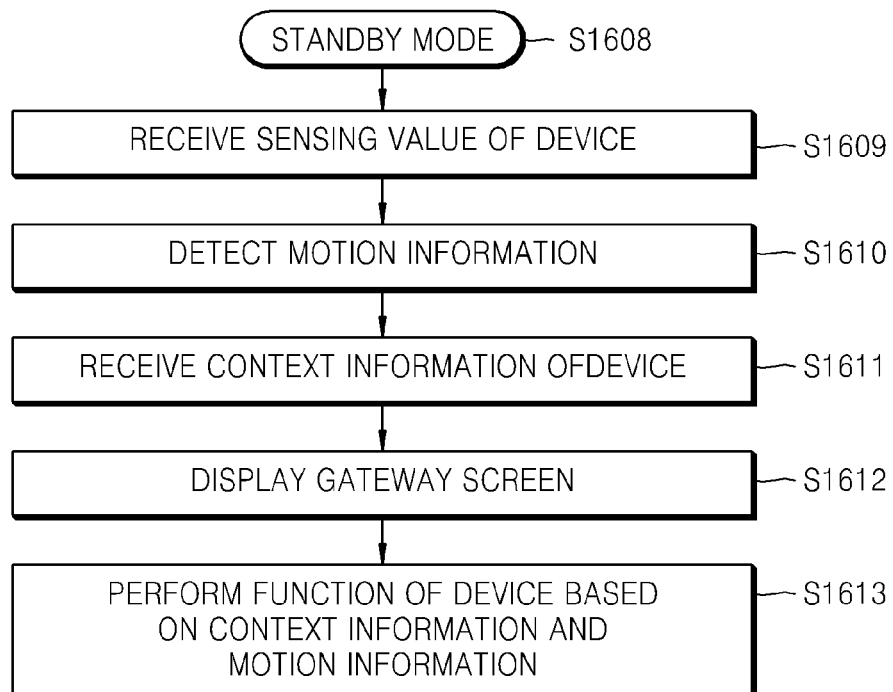 STANDBY MODE S1608
RECEIVE SENSING VALUE OF DEVICE S1609
DETECT MOTION INFORMATION S1610
RECEIVE CONTEXT INFORMATION OFDEVICE S1611
DISPLAY GATEWAY SCREEN S1612
PERFORM FUNCTION OF DEVICE BASED S1613
ON CONTEXT INFORMATION AND
MOTION INFORMATION